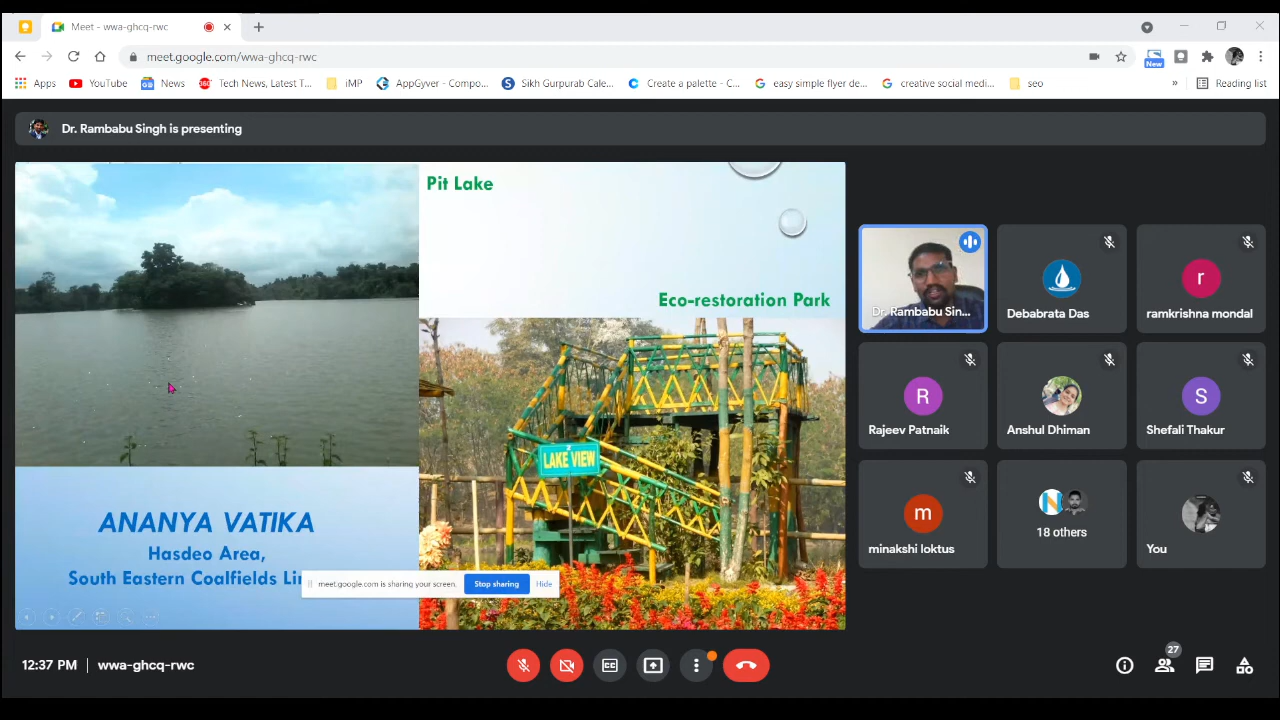 Meet - wwa-ghcq-rwc
meet.google.com/wwa-ghcq-rwc
New
Apps
YouTube
News
Tech News, Latest T...
iMP
AppGyver - Compo...
Sikh Gurpurab Cale...
Create a palette - C...
easy simple flyer de...
creative social medi...
seo
»
Reading list
Dr. Rambabu Singh is presenting
Pit Lake
Eco-restoration Park
LAKE VIEW
ANANYA VATIKA
Hasdeo Area,
South Eastern Coalfields Li
meet.google.com is sharing your screen.
Stop sharing
Hide
Dr. Rambabu Sin...
Debabrata Das
r
ramkrishna mondal
R
Rajeev Patnaik
Anshul Dhiman
S
Shefali Thakur
m
minakshi loktus
N
18 others
You
12:37 PM
wwa-ghcq-rwc
CC
27